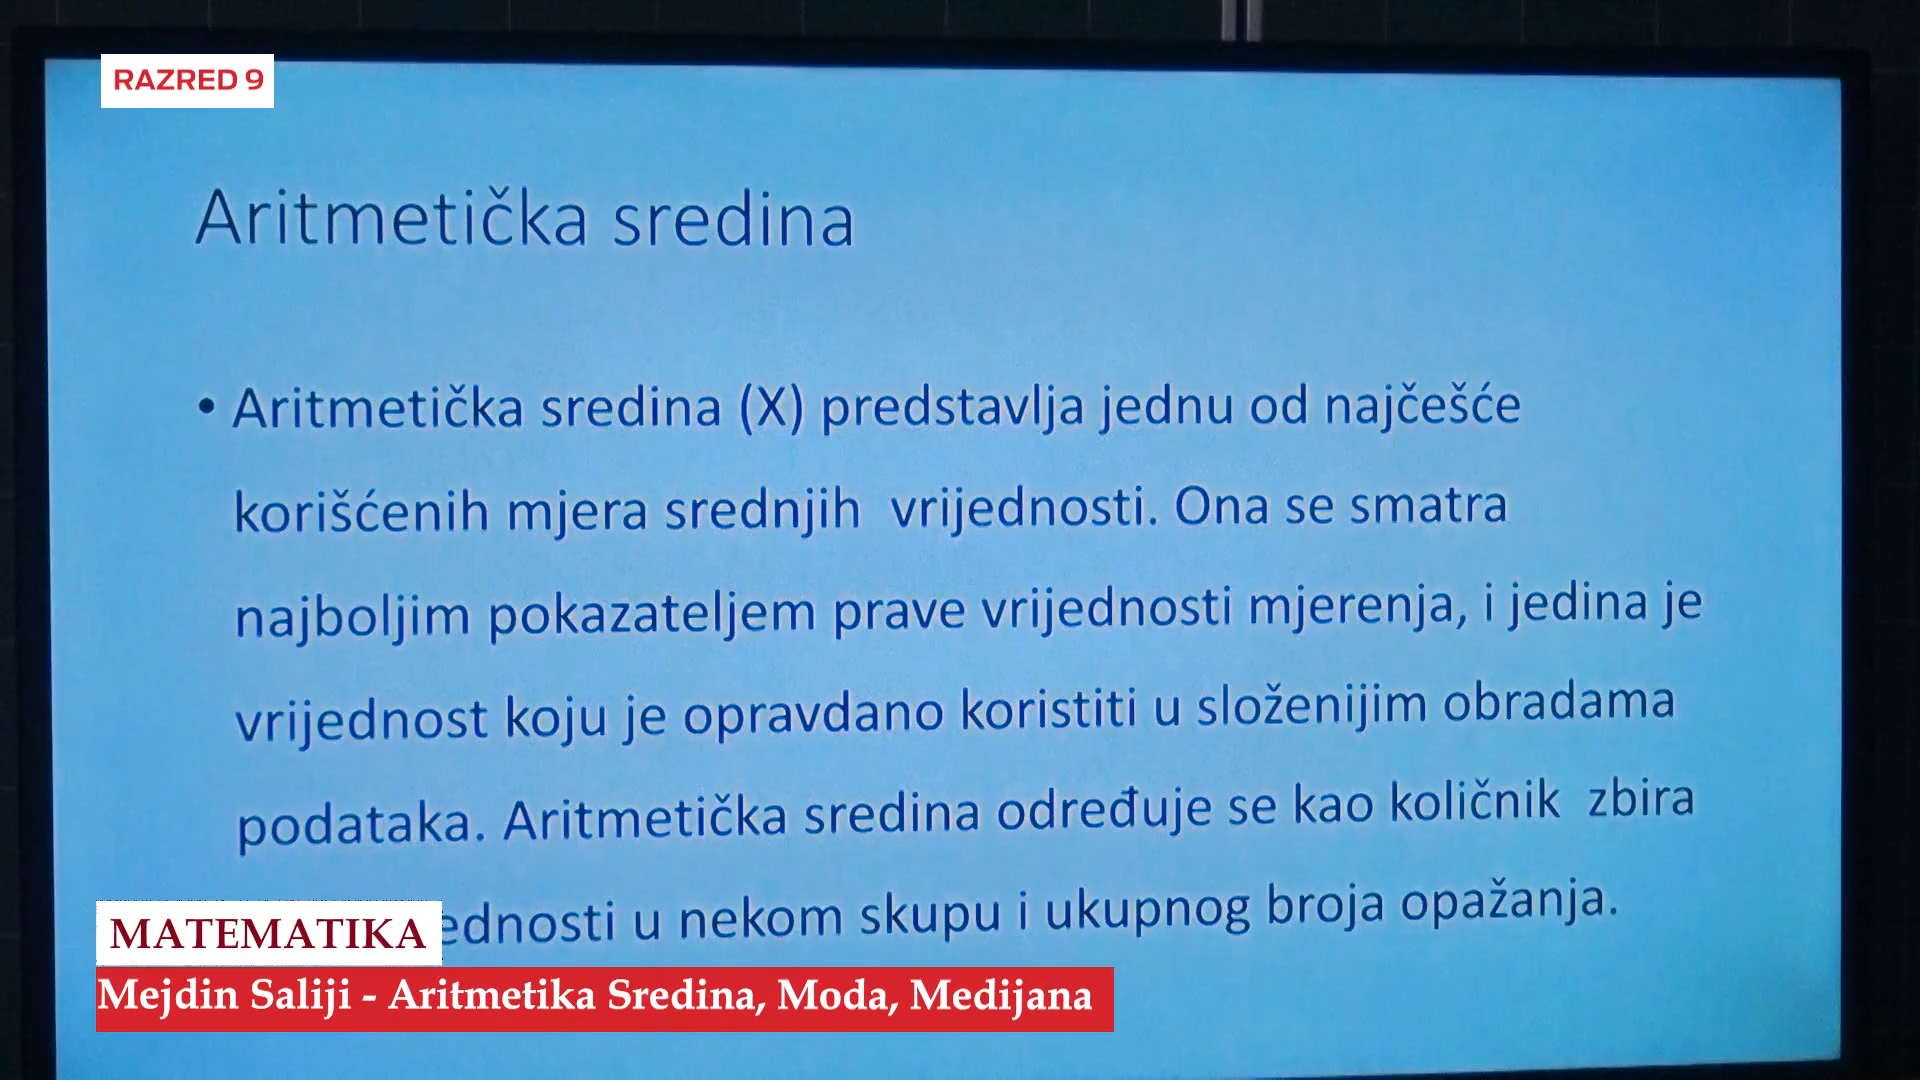 RAZRED 9
Aritmetička sredina
• Aritmetička sredina (X) predstavlja jednu od najčešće
korišćenih mjera srednjih vrijednosti. Ona se smatra
najboljim pokazateljem prave vrijednosti mjerenja, i jedina je
vrijednost koju je opravdano koristiti u složenijim obradama
podataka. Aritmetička sredina određuje se kao količnik zbira
u nekom skupu i ukupnog broja opažanja.
MATEMATIKA
Mejdin Saliji - Aritmetika Sredina, Moda, Medijana